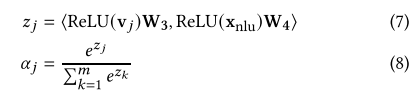 z_j = ⟨ReLU(v_j)W_3, ReLU(x_nlu)W_4⟩ (7)
α_j = e^{z_j} / ∑_{k=1}^{m} e^{z_k} (8)